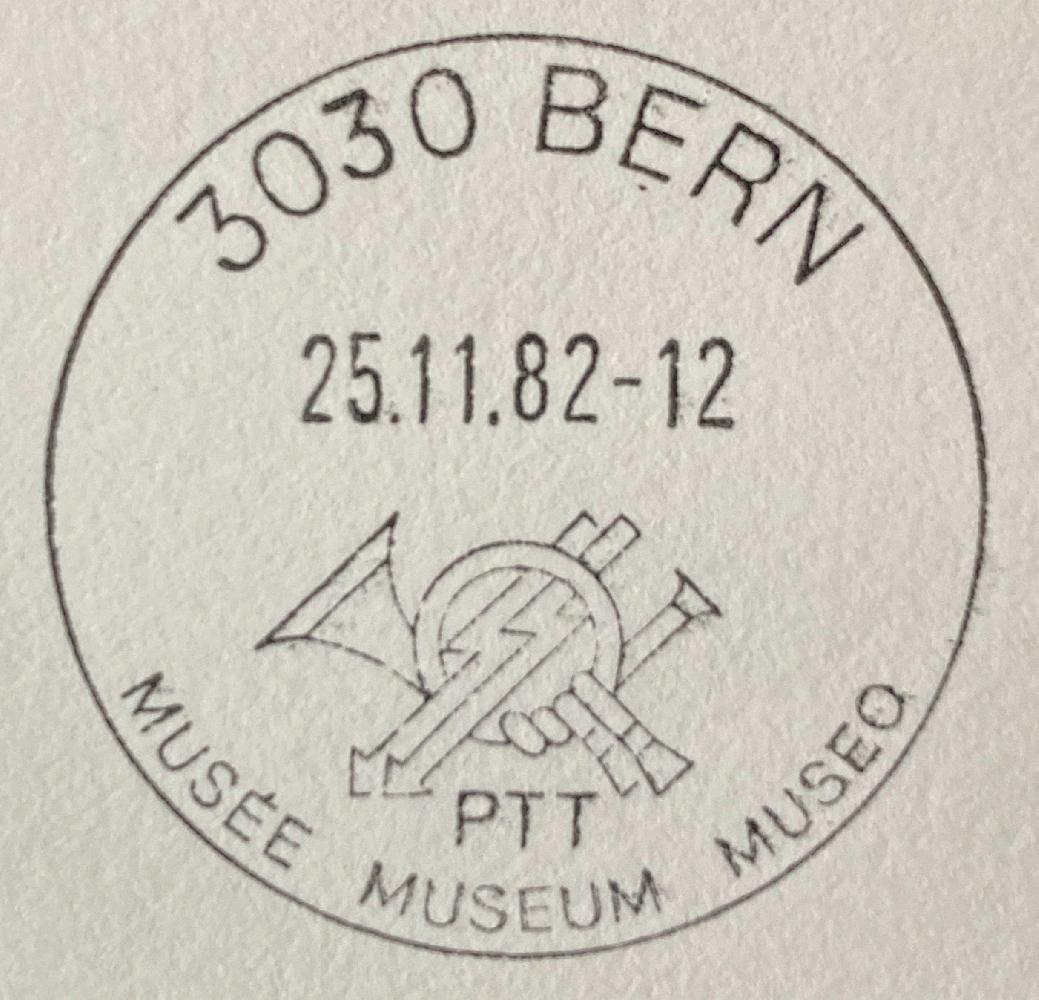 3030 BERN
25.11.82-12
PTT
MUSÉE MUSEUM MUSEO